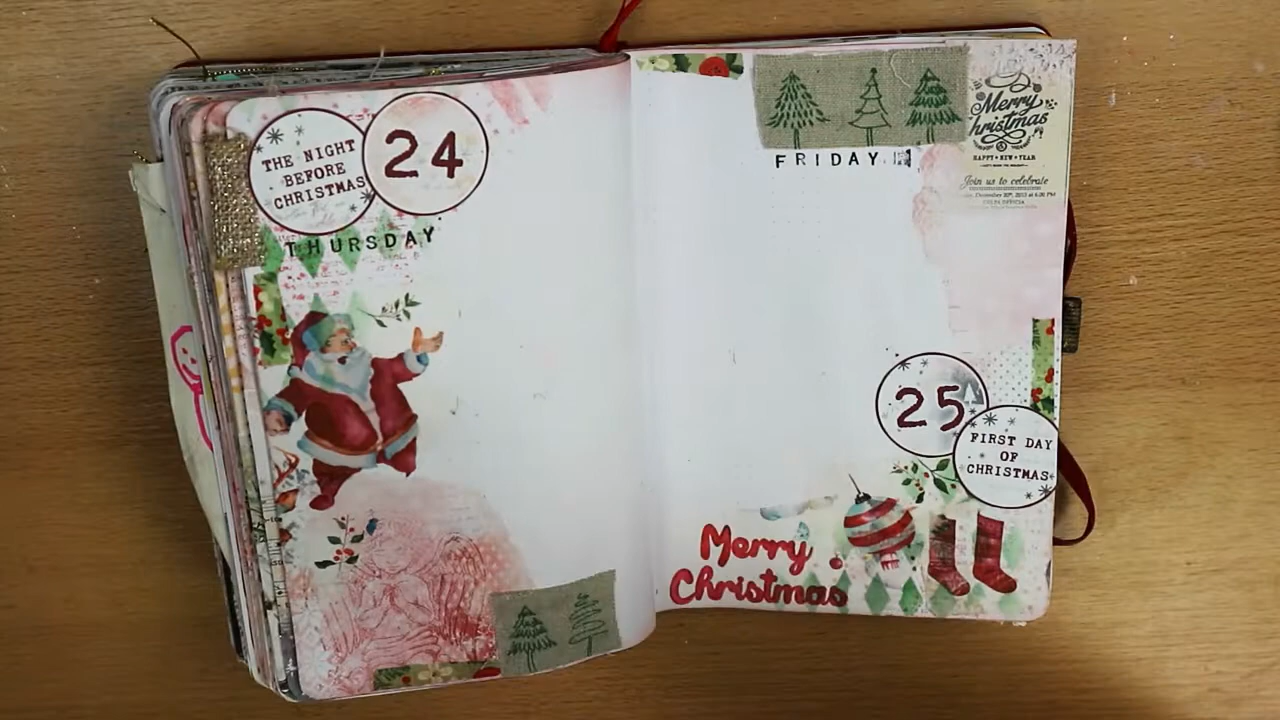 THE NIGHT
BEFORE
CHRISTMAS
24
THURSDAY
FRIDAY
Merry
Christmas
HAPPY NEW YEAR
Join us to celebrate
25
FIRST DAY
OF
CHRISTMAS
Merry
Christmas